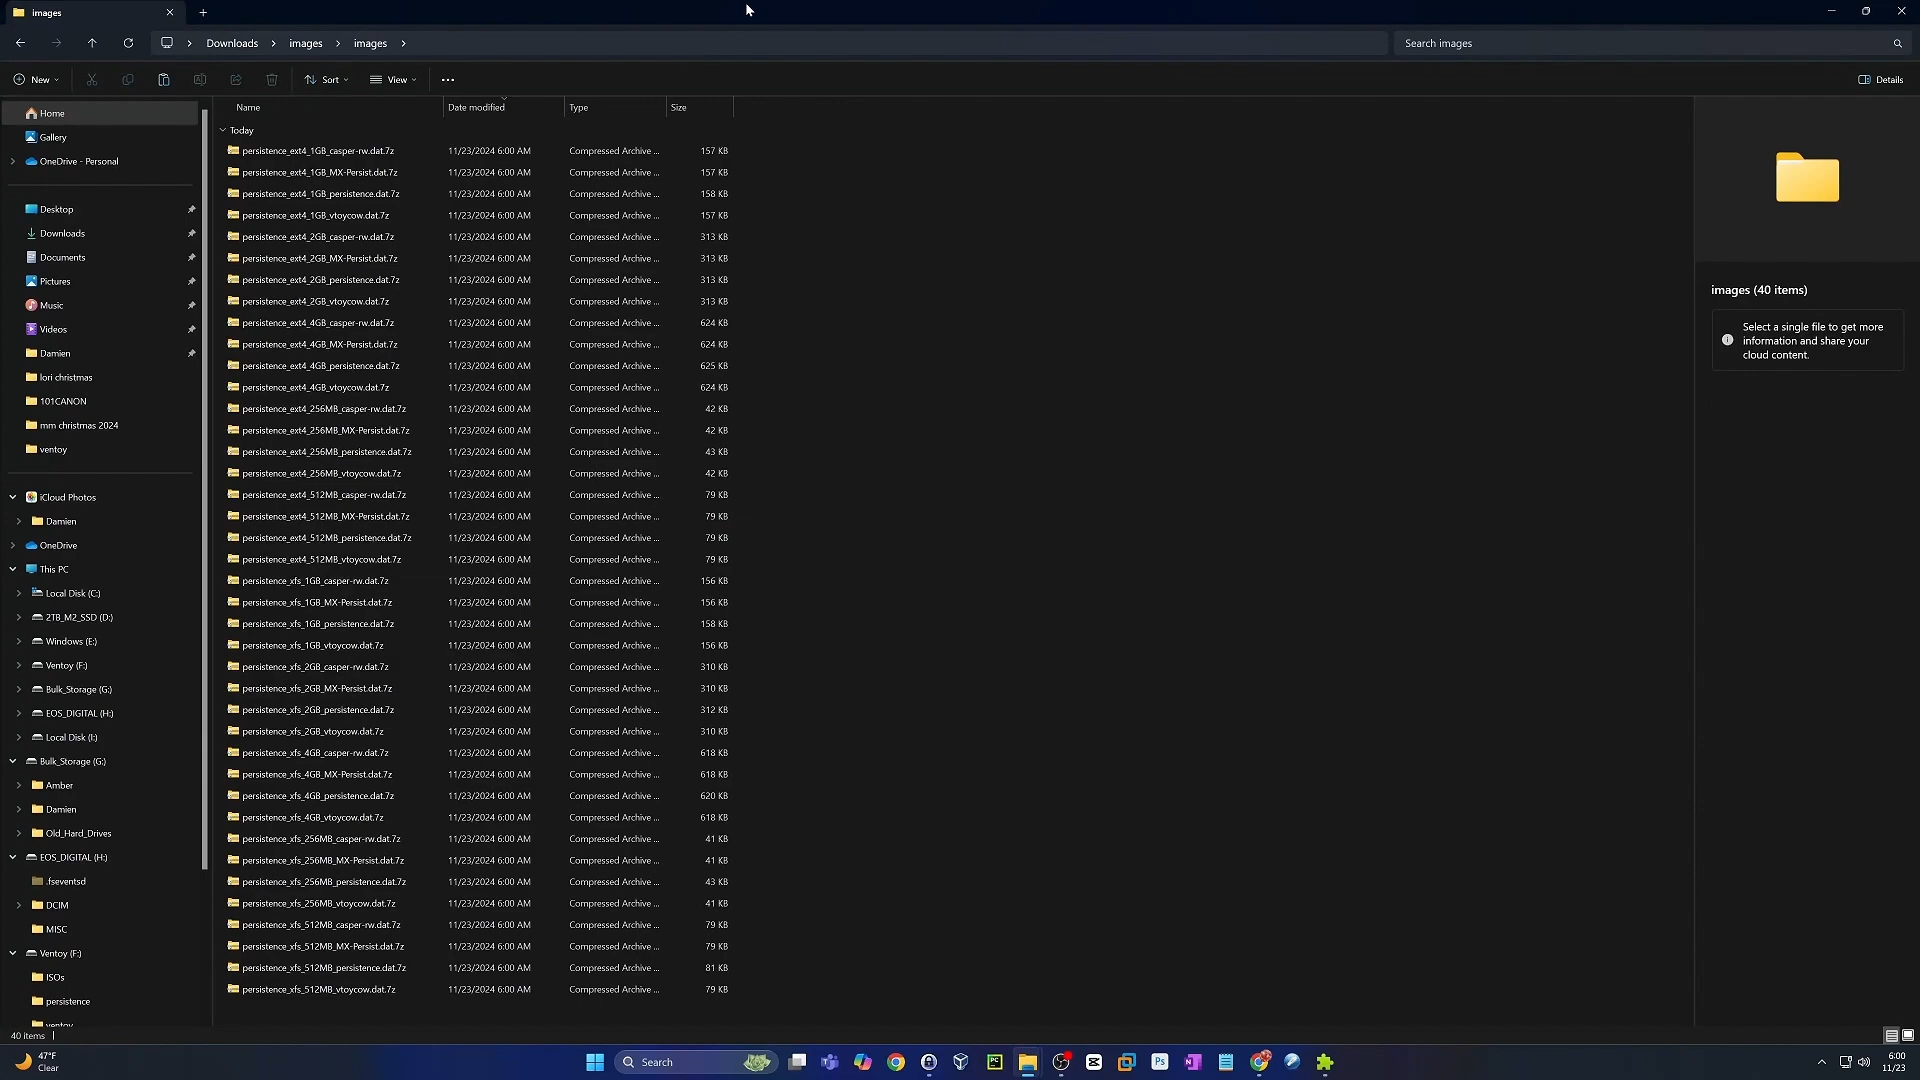 images
Downloads > images > images >
Search images
New
Sort
View
Details
Home
Gallery
OneDrive - Personal
Desktop
Downloads
Documents
Pictures
Music
Videos
Damien
lori christmas
101CANON
mm christmas 2024
ventoy
iCloud Photos
Damien
OneDrive
This PC
Local Disk (C:)
2TB_M2_SSD (D:)
Windows (E:)
Ventoy (F:)
Bulk_Storage (G:)
EOS_DIGITAL (H:)
Local Disk (I:)
Bulk_Storage (G:)
Amber
Damien
Old_Hard_Drives
EOS_DIGITAL (H:)
.fseventsd
DCIM
MISC
Ventoy (F:)
ISOs
persistence
ventoy
Name Date modified Type Size
Today
persistence_ext4_1GB_casper-rw.dat.7z 11/23/2024 6:00 AM Compressed Archive ... 157 KB
persistence_ext4_1GB_MX-Persist.dat.7z 11/23/2024 6:00 AM Compressed Archive ... 157 KB
persistence_ext4_1GB_persistence.dat.7z 11/23/2024 6:00 AM Compressed Archive ... 158 KB
persistence_ext4_1GB_vtoycow.dat.7z 11/23/2024 6:00 AM Compressed Archive ... 157 KB
persistence_ext4_2GB_casper-rw.dat.7z 11/23/2024 6:00 AM Compressed Archive ... 313 KB
persistence_ext4_2GB_MX-Persist.dat.7z 11/23/2024 6:00 AM Compressed Archive ... 313 KB
persistence_ext4_2GB_persistence.dat.7z 11/23/2024 6:00 AM Compressed Archive ... 313 KB
persistence_ext4_2GB_vtoycow.dat.7z 11/23/2024 6:00 AM Compressed Archive ... 313 KB
persistence_ext4_4GB_casper-rw.dat.7z 11/23/2024 6:00 AM Compressed Archive ... 624 KB
persistence_ext4_4GB_MX-Persist.dat.7z 11/23/2024 6:00 AM Compressed Archive ... 624 KB
persistence_ext4_4GB_persistence.dat.7z 11/23/2024 6:00 AM Compressed Archive ... 625 KB
persistence_ext4_4GB_vtoycow.dat.7z 11/23/2024 6:00 AM Compressed Archive ... 624 KB
persistence_ext4_256MB_casper-rw.dat.7z 11/23/2024 6:00 AM Compressed Archive ... 42 KB
persistence_ext4_256MB_MX-Persist.dat.7z 11/23/2024 6:00 AM Compressed Archive ... 42 KB
persistence_ext4_256MB_persistence.dat.7z 11/23/2024 6:00 AM Compressed Archive ... 43 KB
persistence_ext4_256MB_vtoycow.dat.7z 11/23/2024 6:00 AM Compressed Archive ... 42 KB
persistence_ext4_512MB_casper-rw.dat.7z 11/23/2024 6:00 AM Compressed Archive ... 79 KB
persistence_ext4_512MB_MX-Persist.dat.7z 11/23/2024 6:00 AM Compressed Archive ... 79 KB
persistence_ext4_512MB_persistence.dat.7z 11/23/2024 6:00 AM Compressed Archive ... 79 KB
persistence_ext4_512MB_vtoycow.dat.7z 11/23/2024 6:00 AM Compressed Archive ... 79 KB
persistence_xfs_1GB_casper-rw.dat.7z 11/23/2024 6:00 AM Compressed Archive ... 156 KB
persistence_xfs_1GB_MX-Persist.dat.7z 11/23/2024 6:00 AM Compressed Archive ... 156 KB
persistence_xfs_1GB_persistence.dat.7z 11/23/2024 6:00 AM Compressed Archive ... 158 KB
persistence_xfs_1GB_vtoycow.dat.7z 11/23/2024 6:00 AM Compressed Archive ... 156 KB
persistence_xfs_2GB_casper-rw.dat.7z 11/23/2024 6:00 AM Compressed Archive ... 310 KB
persistence_xfs_2GB_MX-Persist.dat.7z 11/23/2024 6:00 AM Compressed Archive ... 310 KB
persistence_xfs_2GB_persistence.dat.7z 11/23/2024 6:00 AM Compressed Archive ... 312 KB
persistence_xfs_2GB_vtoycow.dat.7z 11/23/2024 6:00 AM Compressed Archive ... 310 KB
persistence_xfs_4GB_casper-rw.dat.7z 11/23/2024 6:00 AM Compressed Archive ... 618 KB
persistence_xfs_4GB_MX-Persist.dat.7z 11/23/2024 6:00 AM Compressed Archive ... 618 KB
persistence_xfs_4GB_persistence.dat.7z 11/23/2024 6:00 AM Compressed Archive ... 620 KB
persistence_xfs_4GB_vtoycow.dat.7z 11/23/2024 6:00 AM Compressed Archive ... 618 KB
persistence_xfs_256MB_casper-rw.dat.7z 11/23/2024 6:00 AM Compressed Archive ... 41 KB
persistence_xfs_256MB_MX-Persist.dat.7z 11/23/2024 6:00 AM Compressed Archive ... 41 KB
persistence_xfs_256MB_persistence.dat.7z 11/23/2024 6:00 AM Compressed Archive ... 43 KB
persistence_xfs_256MB_vtoycow.dat.7z 11/23/2024 6:00 AM Compressed Archive ... 41 KB
persistence_xfs_512MB_casper-rw.dat.7z 11/23/2024 6:00 AM Compressed Archive ... 79 KB
persistence_xfs_512MB_MX-Persist.dat.7z 11/23/2024 6:00 AM Compressed Archive ... 79 KB
persistence_xfs_512MB_persistence.dat.7z 11/23/2024 6:00 AM Compressed Archive ... 81 KB
persistence_xfs_512MB_vtoycow.dat.7z 11/23/2024 6:00 AM Compressed Archive ... 79 KB
images (40 items)
Select a single file to get more
information and share your
cloud content.
40 items
47°F
Clear
Search
PC
Ps
N
6:00
11/23